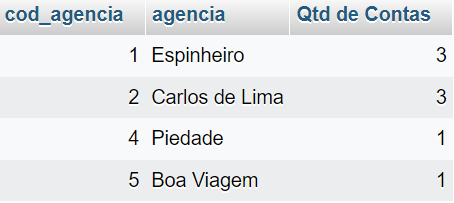 cod_agencia agencia Qtd de Contas
1 Espinheiro 3
2 Carlos de Lima 3
4 Piedade 1
5 Boa Viagem 1